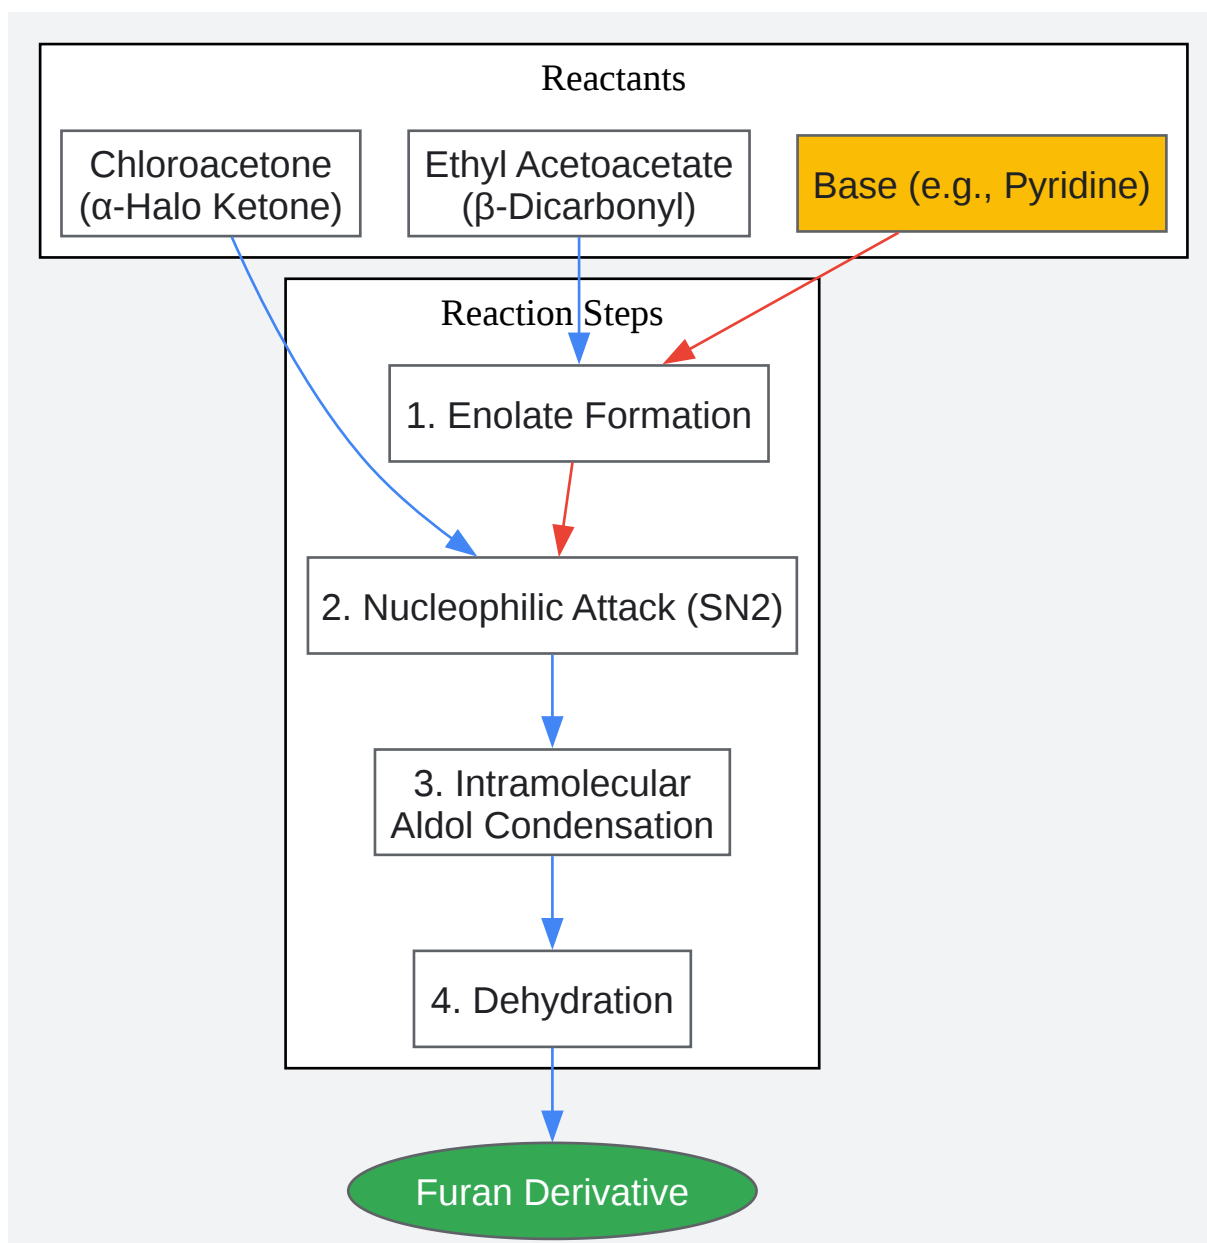 Reactants
Chloroacetone
(α-Halo Ketone)
Ethyl Acetoacetate
(β-Dicarbonyl)
Base (e.g., Pyridine)
Reaction Steps
1. Enolate Formation
2. Nucleophilic Attack (SN2)
3. Intramolecular
Aldol Condensation
4. Dehydration
Furan Derivative